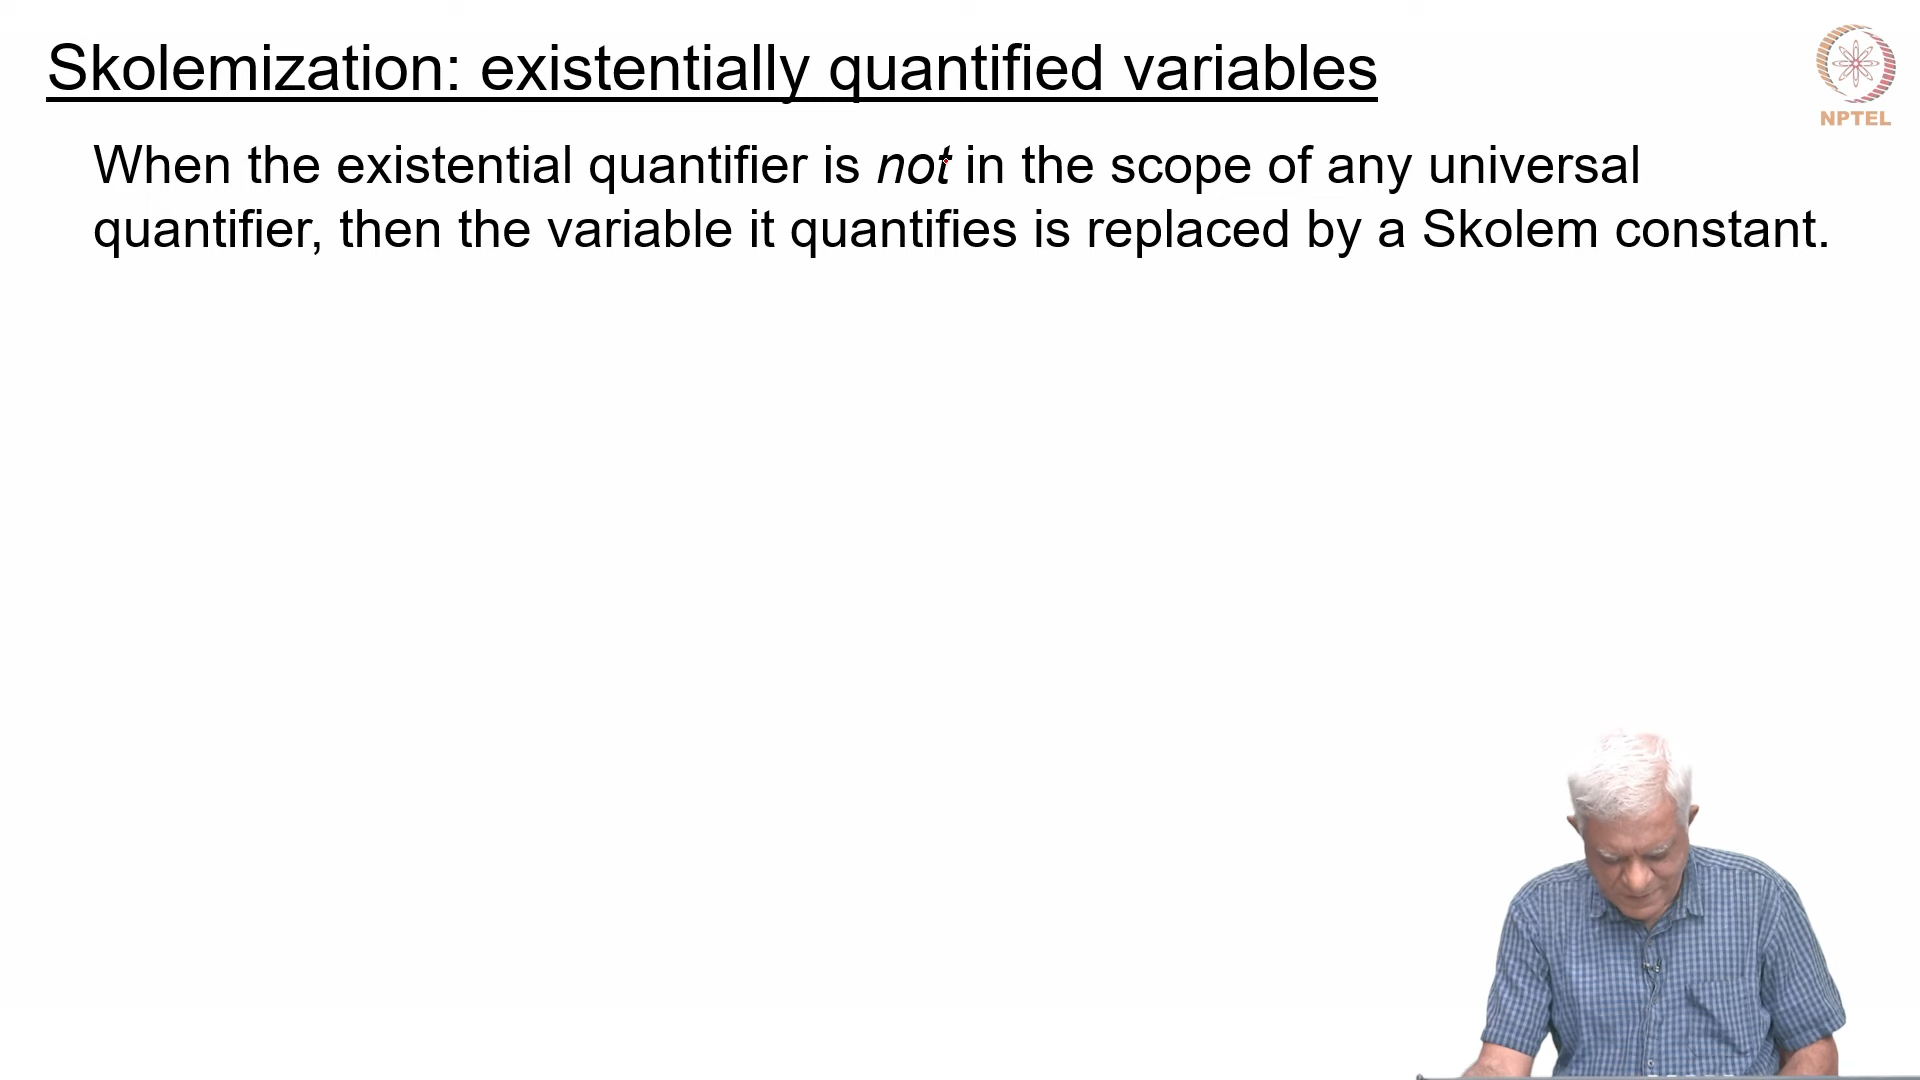 Skolemization: existentially quantified variables
NPTEL
When the existential quantifier is not in the scope of any universal
quantifier, then the variable it quantifies is replaced by a Skolem constant.